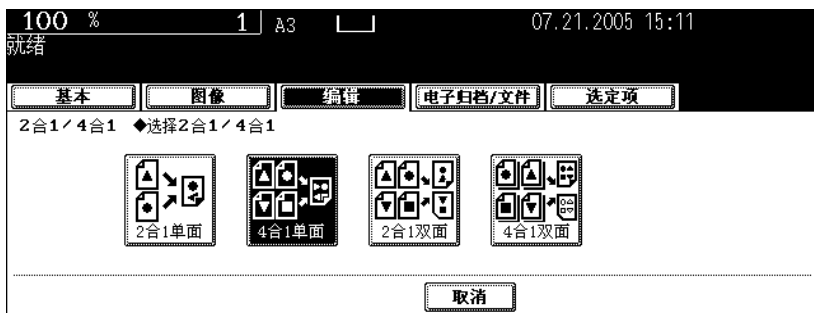 100 % 1 A3 07.21.2005 15:11
就绪
基本 图像 编辑 电子归档/文件 选定项
2合1/4合1 ◆选择2合1/4合1
2合1单面 4合1单面 2合1双面 4合1双面
取消